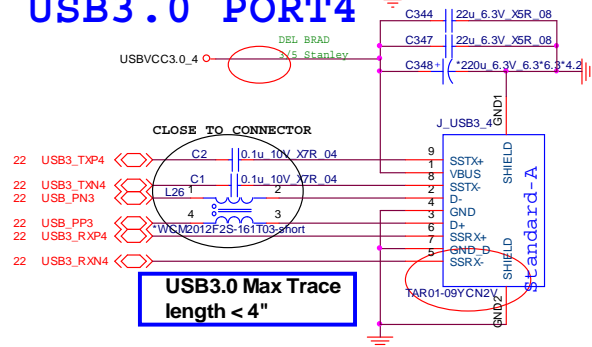 USB3.0 PORT4
C344 22u_6.3V_X5R_08
C347 22u_6.3V_X5R_08
C348 + *220u_6.3V_6.3*6.3*4.2
DEL BRAD
3/5 Stanley
USBVCC3.0_4
CLOSE TO CONNECTOR
J_USB3_4
GND1
22 USB3_TXP4 C2 0.1u_10V_X7R_04 9 SSTX+
1 VBUS
22 USB3_TXN4 C1 0.1u_10V_X7R_04 8 SSTX-
22 USB_PN3 L26 1 2 2 D-
4 GND
22 USB_PP3 4 3 3 D+
22 USB3_RXP4 6 SSRX+
*WCM2012F2S-161T03-short
7 GND_D
22 USB3_RXN4 5 SSRX-
SHIELD
SHIELD
Standard-A
TAR01-09YCN2V
GND2
USB3.0 Max Trace
length < 4"